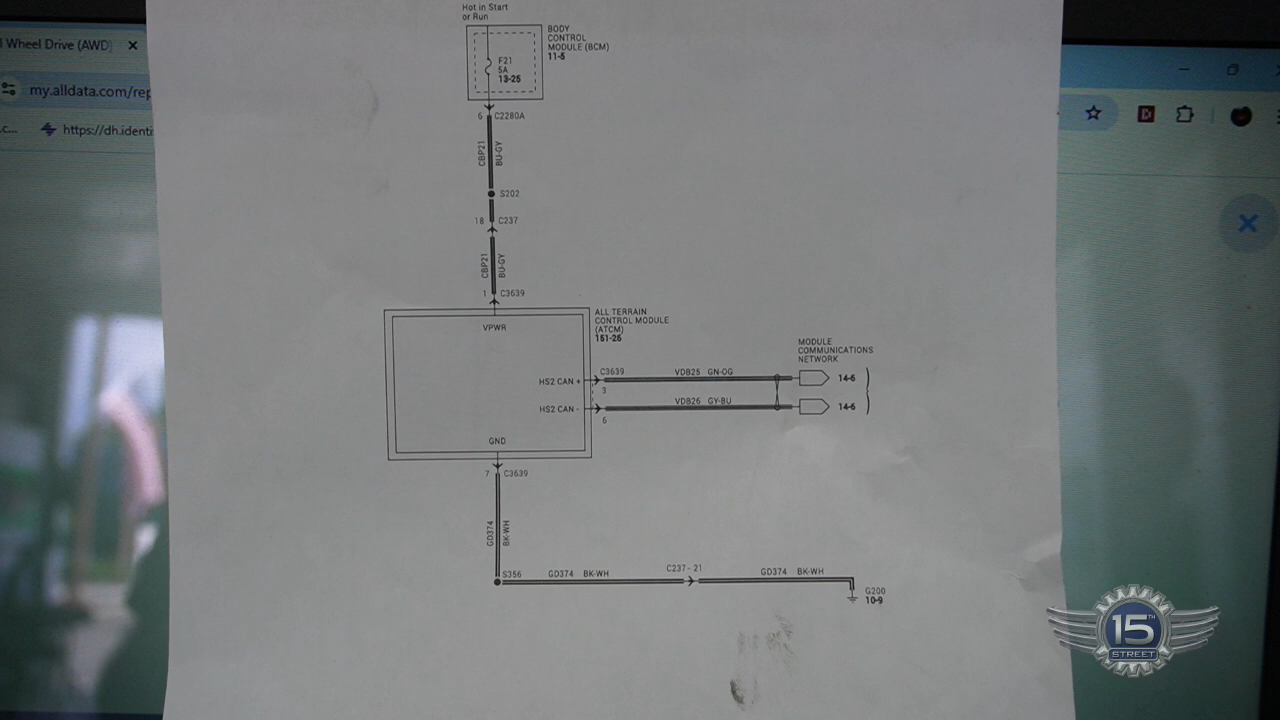 Hot in Start
or Run
BODY
CONTROL
MODULE (BCM)
11-5
F21
5A
13-25
6 C2280A
CBP21 BU-GY
S202
18 C237
CBP21 BU-GY
1 C3639
ALL TERRAIN
CONTROL MODULE
(ATCM)
151-25
VPWR
MODULE
COMMUNICATIONS
NETWORK
HS2 CAN + C3639 VDB25 GN-OG 14-6
3
HS2 CAN - VDB26 GY-BU 14-6
6
GND
7 C3639
GD374 BK-WH
S356 GD374 BK-WH C237 - 21 GD374 BK-WH
G200
10-9
l Wheel Drive (AWD)
my.alldata.com/rep
.c...
https://dh.identi
15TH
STREET